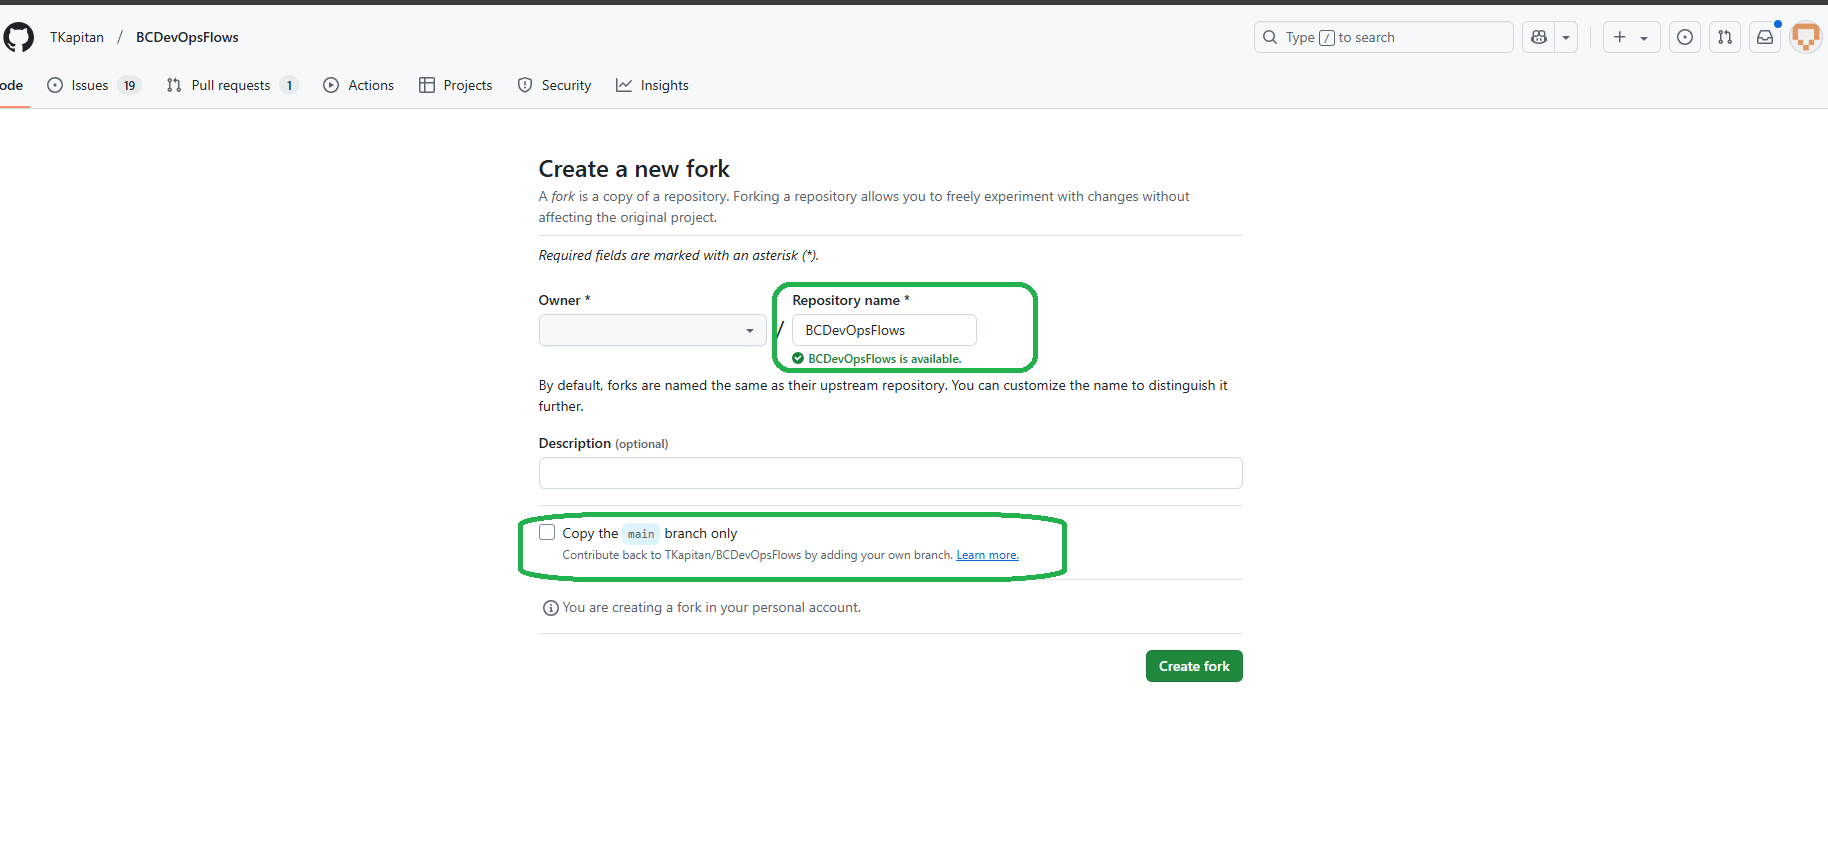 TKapitan / BCDevOpsFlows
Type / to search
ode Issues 19 Pull requests 1 Actions Projects Security Insights
Create a new fork
A fork is a copy of a repository. Forking a repository allows you to freely experiment with changes without
affecting the original project.
Required fields are marked with an asterisk (*).
Owner *
Repository name *
/ BCDevOpsFlows
BCDevOpsFlows is available.
By default, forks are named the same as their upstream repository. You can customize the name to distinguish it
further.
Description (optional)
Copy the main branch only
Contribute back to TKapitan/BCDevOpsFlows by adding your own branch. Learn more.
You are creating a fork in your personal account.
Create fork